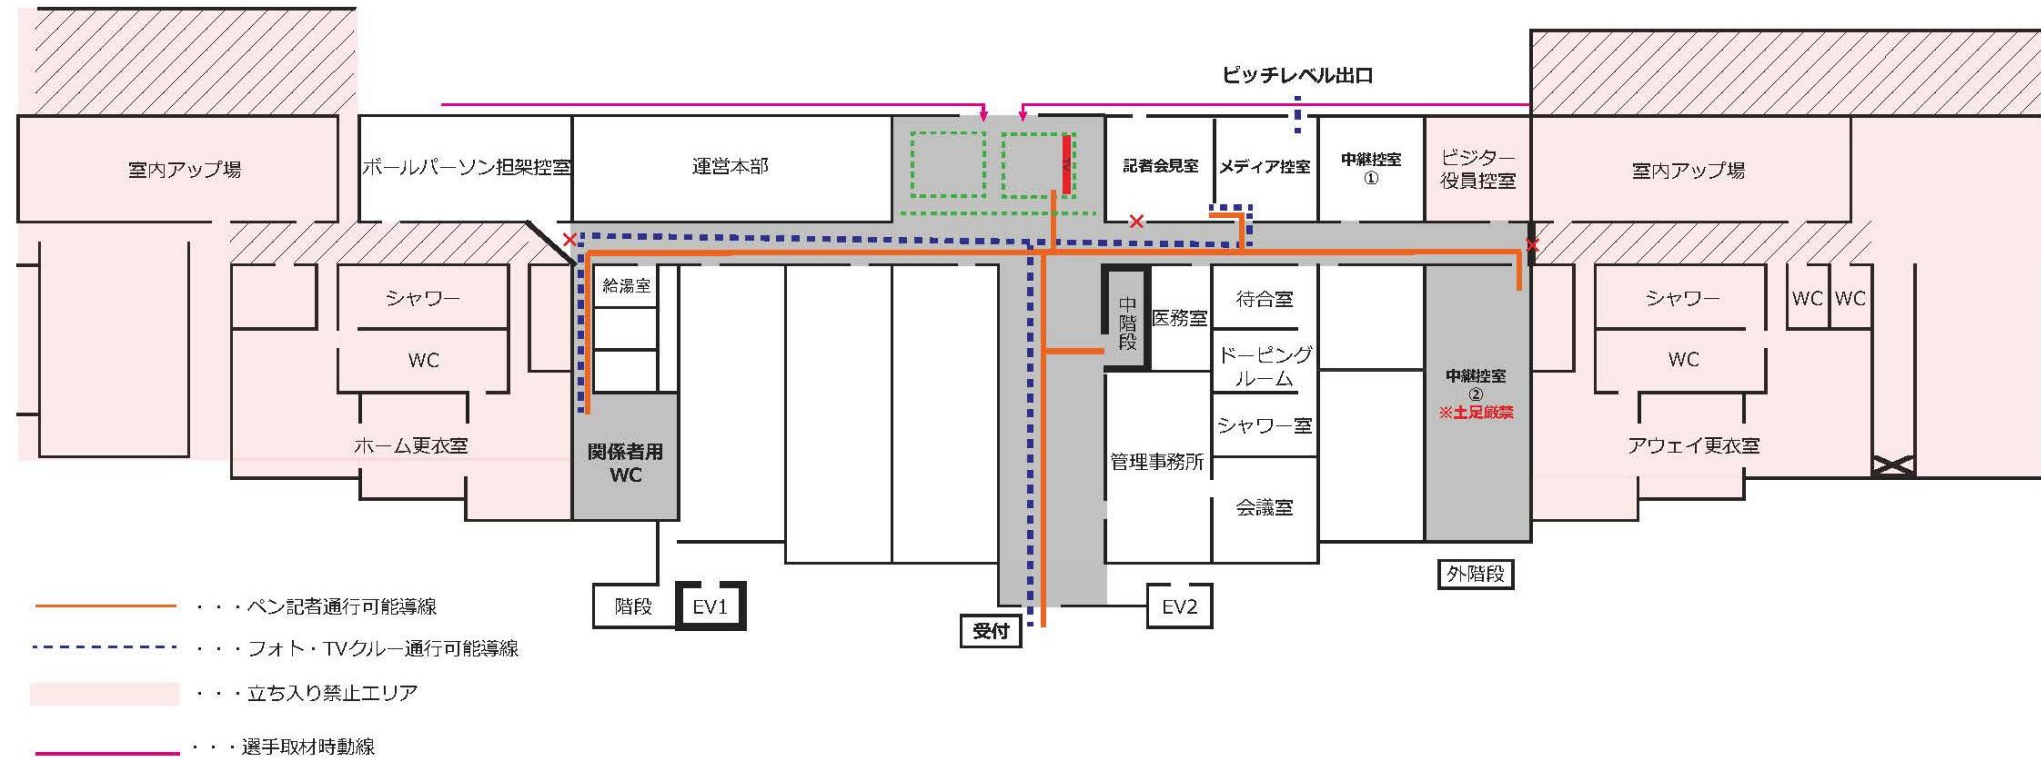 ピッチレベル出口
室内アップ場
ボールパーソン担架控室
運営本部
TV
記者会見室
メディア控室
中継控室
①
ビジター
役員控室
室内アップ場
シャワー
WC
ホーム更衣室
給湯室
関係者用
WC
中階段
医務室
待合室
ドーピング
ルーム
シャワー室
管理事務所
会議室
中継控室
②
※土足厳禁
シャワー
WC
WC
WC
アウェイ更衣室
外階段
階段
EV1
受付
EV2
・・・ペン記者通行可能導線
・・・フォト・TVクルー通行可能導線
・・・立ち入り禁止エリア
・・・選手取材時動線